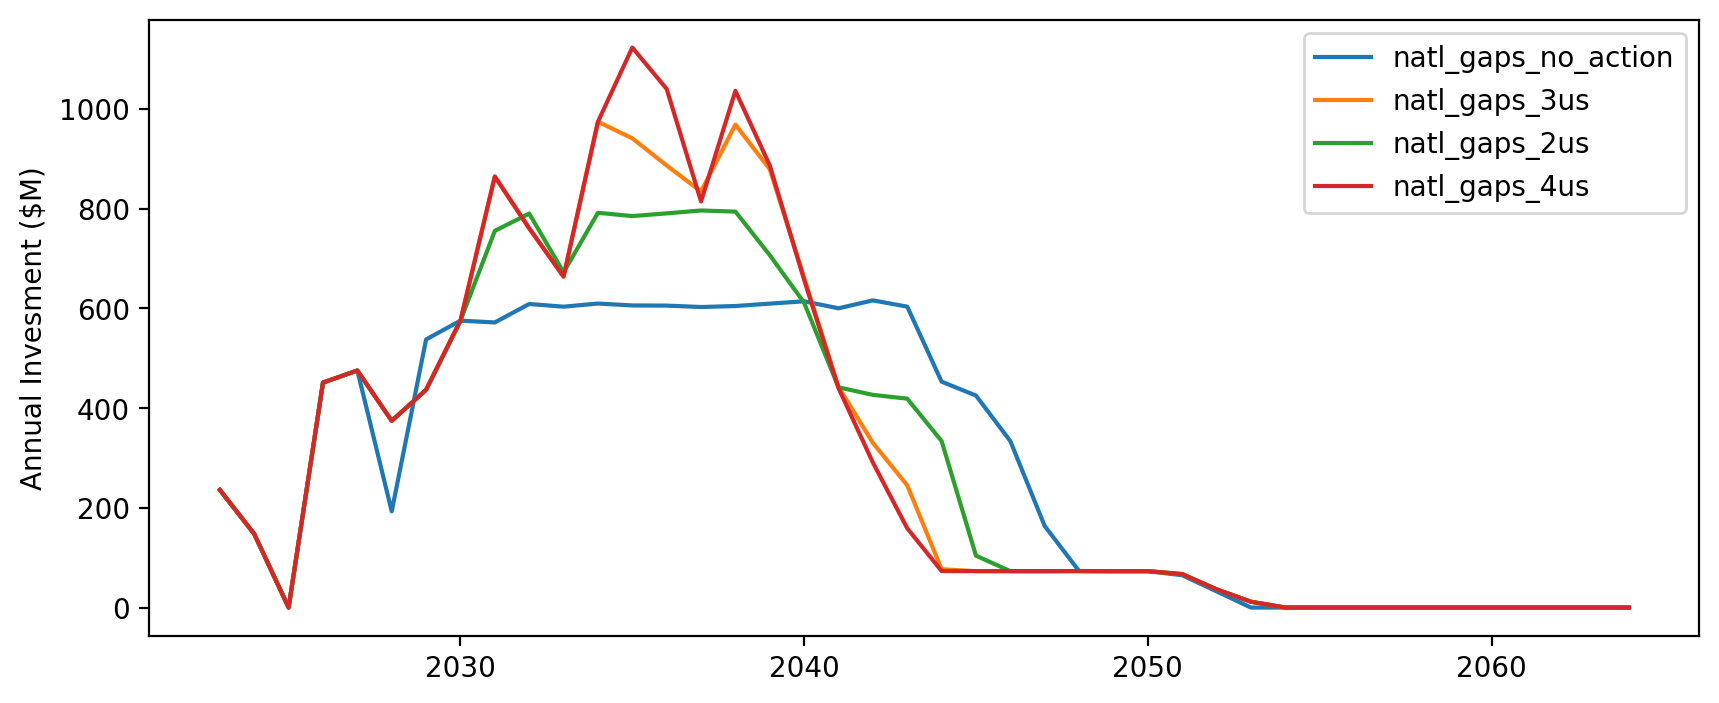 Annual Invesment ($M)
1000
800
600
400
200
0
2030
2040
2050
2060
natl_gaps_no_action
natl_gaps_3us
natl_gaps_2us
natl_gaps_4us